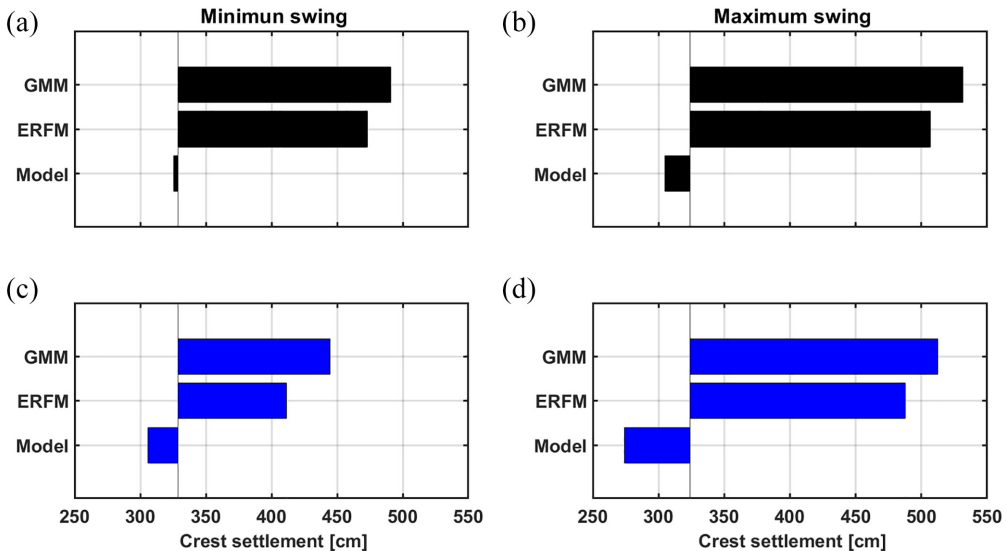 (a) Minimun swing
GMM
ERFM
Model
(b) Maximum swing
GMM
ERFM
Model
(c)
GMM
ERFM
Model
250 300 350 400 450 500 550
Crest settlement [cm]
(d)
GMM
ERFM
Model
250 300 350 400 450 500 550
Crest settlement [cm]